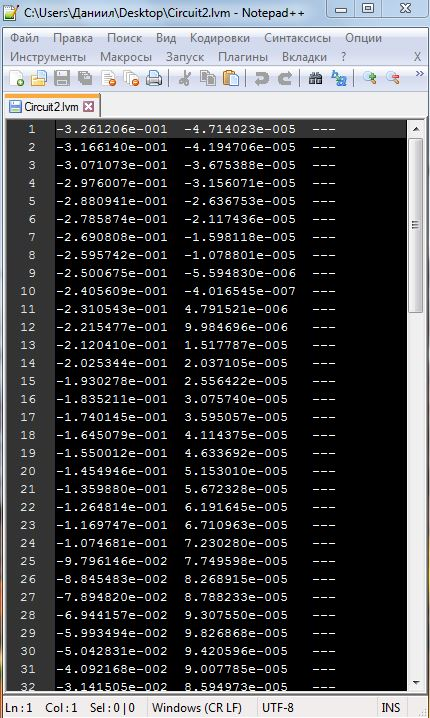 C:\Users\Даниил\Desktop\Circuit2.lvm - Notepad++
Файл Правка Поиск Вид Кодировки Синтаксисы Опции
Инструменты Макросы Запуск Плагины Вкладки ? X
Circuit2.lvm
1 -3.261206e-001 -4.714023e-005 ---
2 -3.166140e-001 -4.194706e-005 ---
3 -3.071073e-001 -3.675388e-005 ---
4 -2.976007e-001 -3.156071e-005 ---
5 -2.880941e-001 -2.636753e-005 ---
6 -2.785874e-001 -2.117436e-005 ---
7 -2.690808e-001 -1.598118e-005 ---
8 -2.595742e-001 -1.078801e-005 ---
9 -2.500675e-001 -5.594830e-006 ---
10 -2.405609e-001 -4.016545e-007 ---
11 -2.310543e-001 4.791521e-006 ---
12 -2.215477e-001 9.984696e-006 ---
13 -2.120410e-001 1.517787e-005 ---
14 -2.025344e-001 2.037105e-005 ---
15 -1.930278e-001 2.556422e-005 ---
16 -1.835211e-001 3.075740e-005 ---
17 -1.740145e-001 3.595057e-005 ---
18 -1.645079e-001 4.114375e-005 ---
19 -1.550012e-001 4.633692e-005 ---
20 -1.454946e-001 5.153010e-005 ---
21 -1.359880e-001 5.672328e-005 ---
22 -1.264814e-001 6.191645e-005 ---
23 -1.169747e-001 6.710963e-005 ---
24 -1.074681e-001 7.230280e-005 ---
25 -9.796146e-002 7.749598e-005 ---
26 -8.845483e-002 8.268915e-005 ---
27 -7.894820e-002 8.788233e-005 ---
28 -6.944157e-002 9.307550e-005 ---
29 -5.993494e-002 9.826868e-005 ---
30 -5.042831e-002 9.420596e-005 ---
31 -4.092168e-002 9.007785e-005 ---
32 -3.141505e-002 8.594973e-005 ---
Ln : 1 Col : 1 Sel : 0 | 0 Windows (CR LF) UTF-8 INS